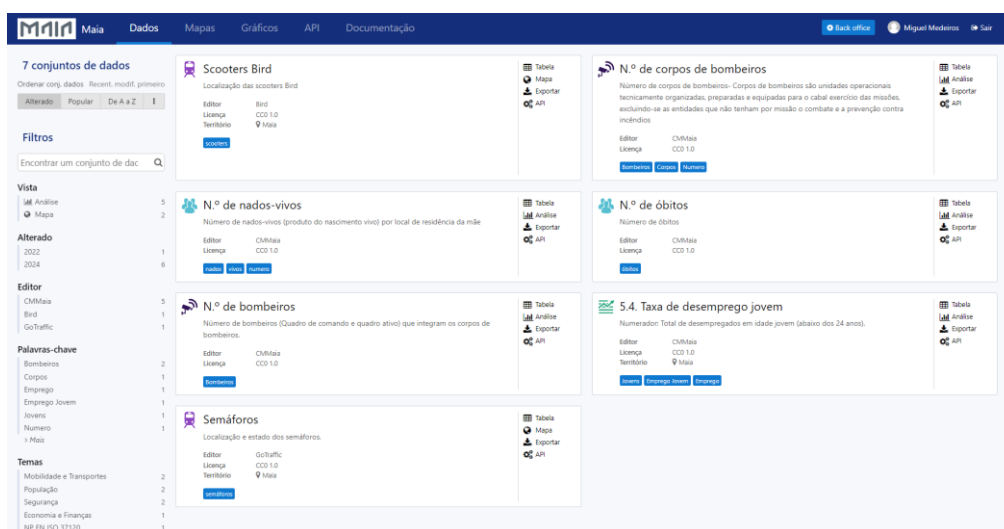 MAIA Maia Dados Mapas Gráficos API Documentação Back office Miguel Medeiros Sair
7 conjuntos de dados
Ordenar conj. dados Recent. modif. primeiro
Alterado Popular De A a Z
Filtros
Encontrar um conjunto de dac
Vista
Análise 5
Mapa 2
Alterado
2022 1
2024 6
Editor
CMMaia 5
Bird 1
GoTraffic 1
Palavras-chave
Bombeiros 2
Corpos 1
Emprego 1
Emprego Jovem 1
Jovens 1
Numero 1
> Mais
Temas
Mobilidade e Transportes 2
População 2
Segurança 2
Economia e Finanças 1
NP EN ISO 37120 1
Scooters Bird
Localização das scooters Bird
Editor Bird
Licença CC0 1.0
Território Maia
scooters
Tabela
Mapa
Exportar
API
N.º de corpos de bombeiros
Número de corpos de bombeiros- Corpos de bombeiros são unidades operacionais
tecnicamente organizadas, preparadas e equipadas para o cabal exercício das missões,
excluindo-se as entidades que não tenham por missão o combate e a prevenção contra
incêndios
Editor CMMaia
Licença CC0 1.0
Bombeiros Corpos Numero
Tabela
Análise
Exportar
API
N.º de nados-vivos
Número de nados-vivos (produto do nascimento vivo) por local de residência da mãe
Editor CMMaia
Licença CC0 1.0
nados vivos numero
Tabela
Análise
Exportar
API
N.º de óbitos
Número de óbitos
Editor CMMaia
Licença CC0 1.0
óbitos
Tabela
Análise
Exportar
API
N.º de bombeiros
Número de bombeiros (Quadro de comando e quadro ativo) que integram os corpos de
bombeiros.
Editor CMMaia
Licença CC0 1.0
Bombeiros
Tabela
Análise
Exportar
API
5.4. Taxa de desemprego jovem
Numerador: Total de desempregados em idade jovem (abaixo dos 24 anos).
Editor CMMaia
Licença CC0 1.0
Território Maia
Jovens Emprego Jovem Emprego
Tabela
Análise
Exportar
API
Semáforos
Localização e estado dos semáforos.
Editor GoTraffic
Licença CC0 1.0
Território Maia
semáforos
Tabela
Mapa
Exportar
API